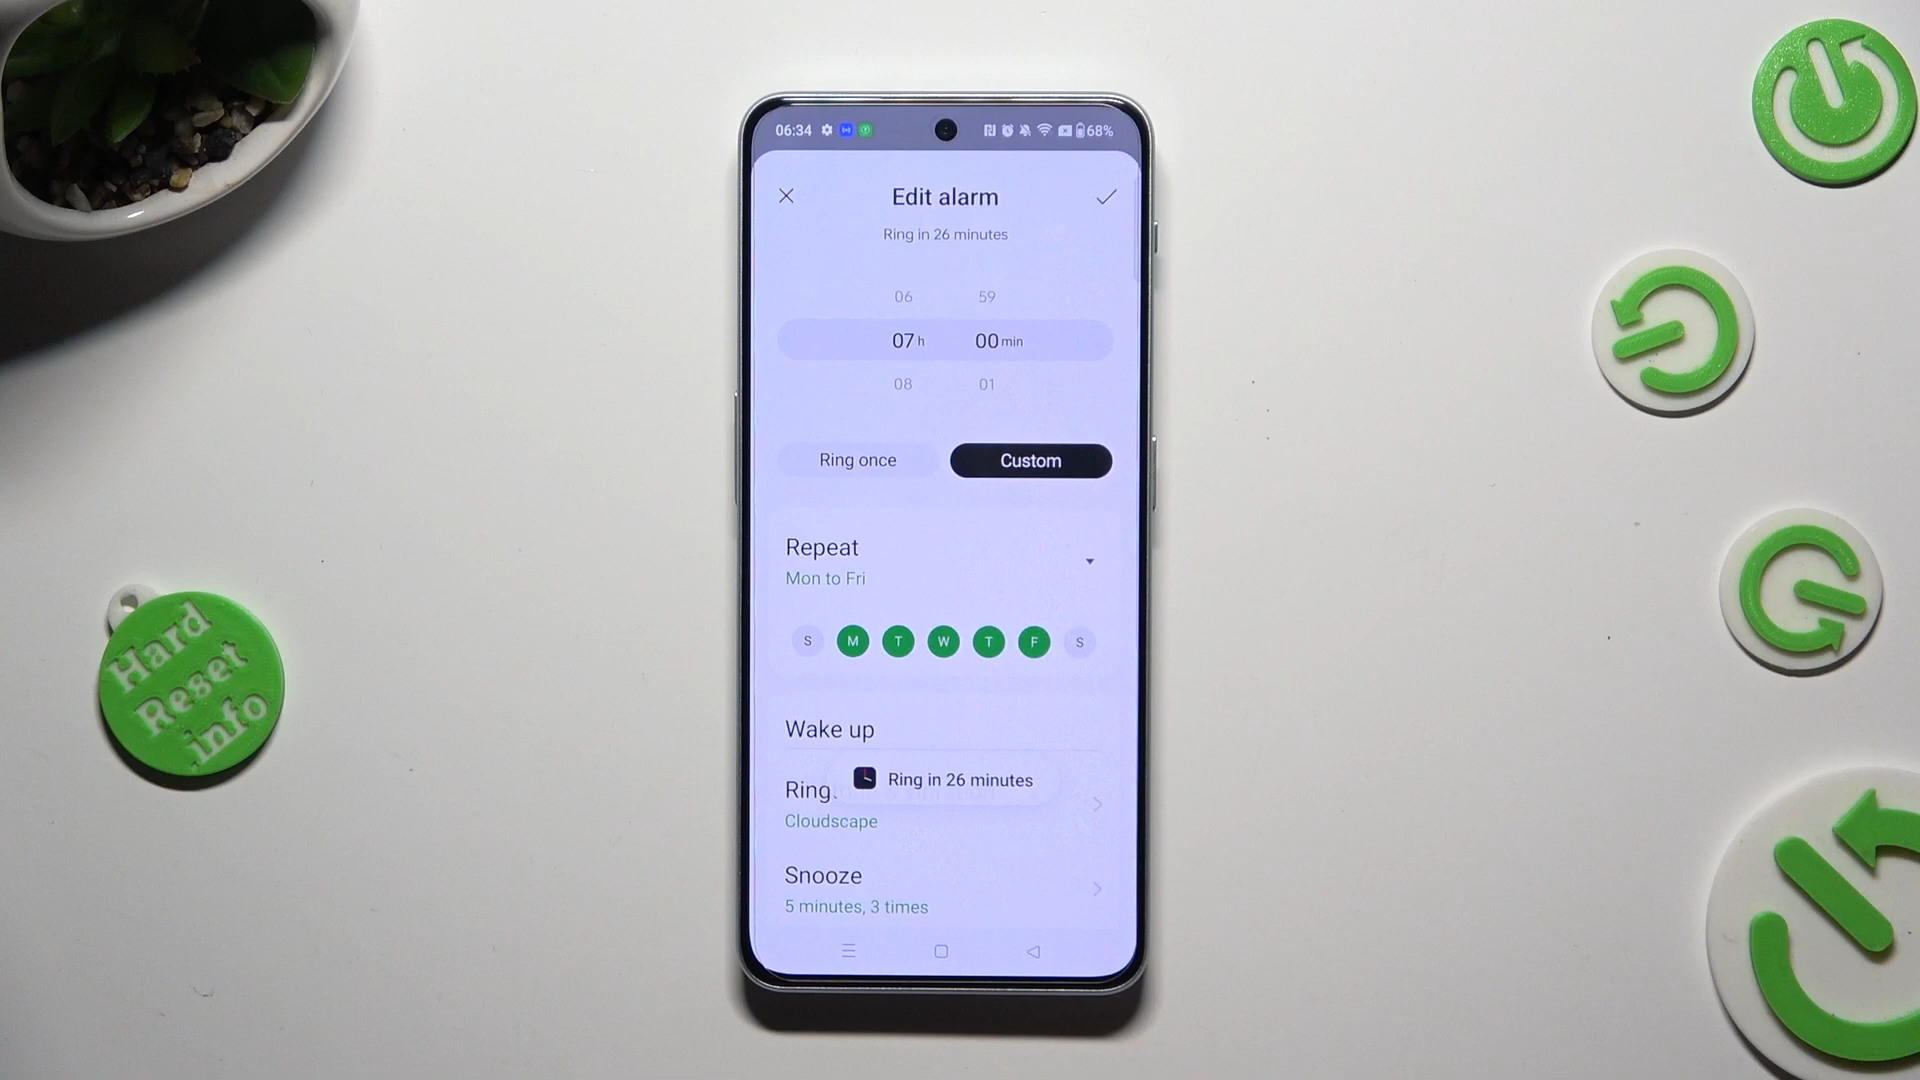 06:34
68%
Edit alarm
Ring in 26 minutes
06 59
07 h 00 min
08 01
Ring once Custom
Repeat
Mon to Fri
S M T W T F S
Wake up
Ring in 26 minutes
Cloudscape
Snooze
5 minutes, 3 times
Hard
Reset
.info